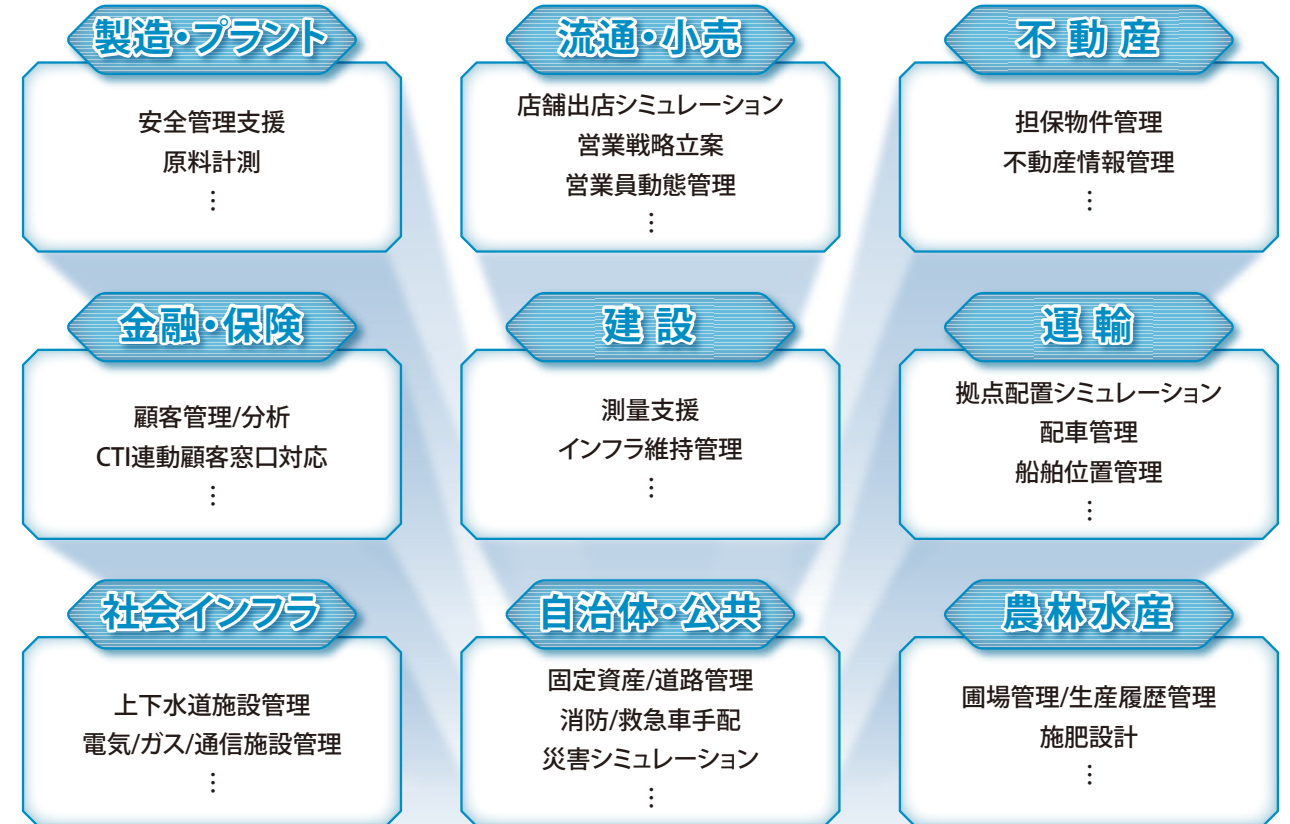 製造・プラント
安全管理支援
原料計測
⋮
流通・小売
店舗出店シミュレーション
営業戦略立案
営業員動態管理
⋮
不動産
担保物件管理
不動産情報管理
⋮
金融・保険
顧客管理/分析
CTI連動顧客窓口対応
⋮
建設
測量支援
インフラ維持管理
⋮
運輸
拠点配置シミュレーション
配車管理
船舶位置管理
⋮
社会インフラ
上下水道施設管理
電気/ガス/通信施設管理
⋮
自治体・公共
固定資産/道路管理
消防/救急車手配
災害シミュレーション
⋮
農林水産
圃場管理/生産履歴管理
施肥設計
⋮